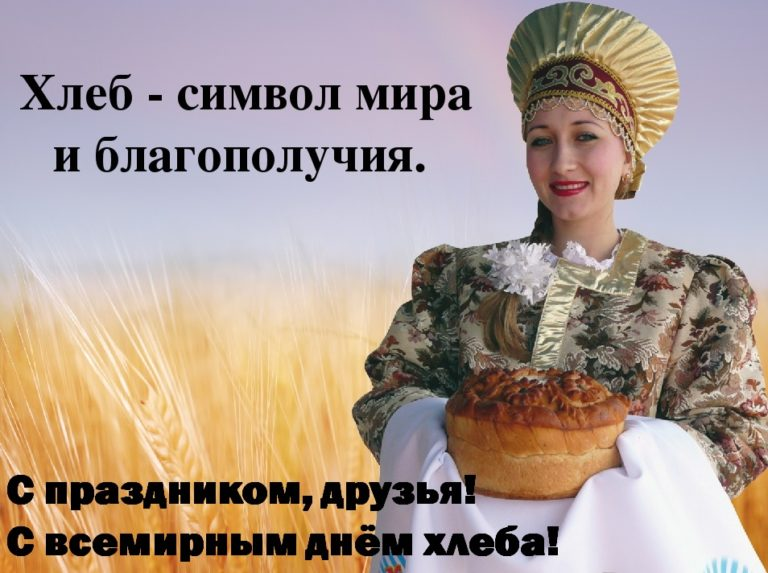 Хлеб - символ мира
и благополучия.
С праздником, друзья!
С всемирным днём хлеба!